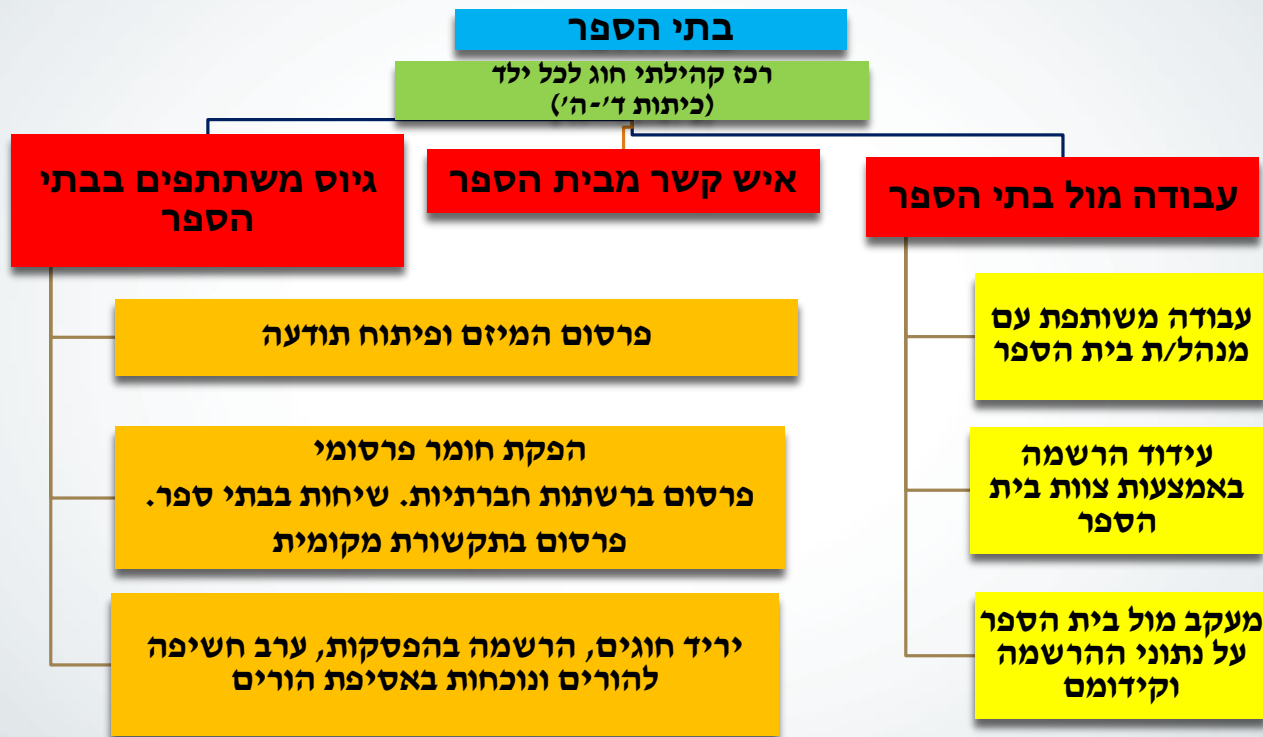 בתי הספר
רכז קהילתי חוג לכל ילד
(כיתות ד'-ה')
עבודה מול בתי הספר
עבודה משותפת עם
מנהל/ת בית הספר
עידוד הרשמה
באמצעות צוות בית
הספר
מעקב מול בית הספר
על נתוני ההרשמה
וקידומם
איש קשר מבית הספר
גיוס משתתפים בבתי
הספר
פרסום המיזם ופיתוח תודעה
הפקת חומר פרסומי
פרסום ברשתות חברתיות. שיחות בבתי ספר.
פרסום בתקשורת מקומית
יריד חוגים, הרשמה בהפסקות, ערב חשיפה
להורים ונוכחות באסיפת הורים